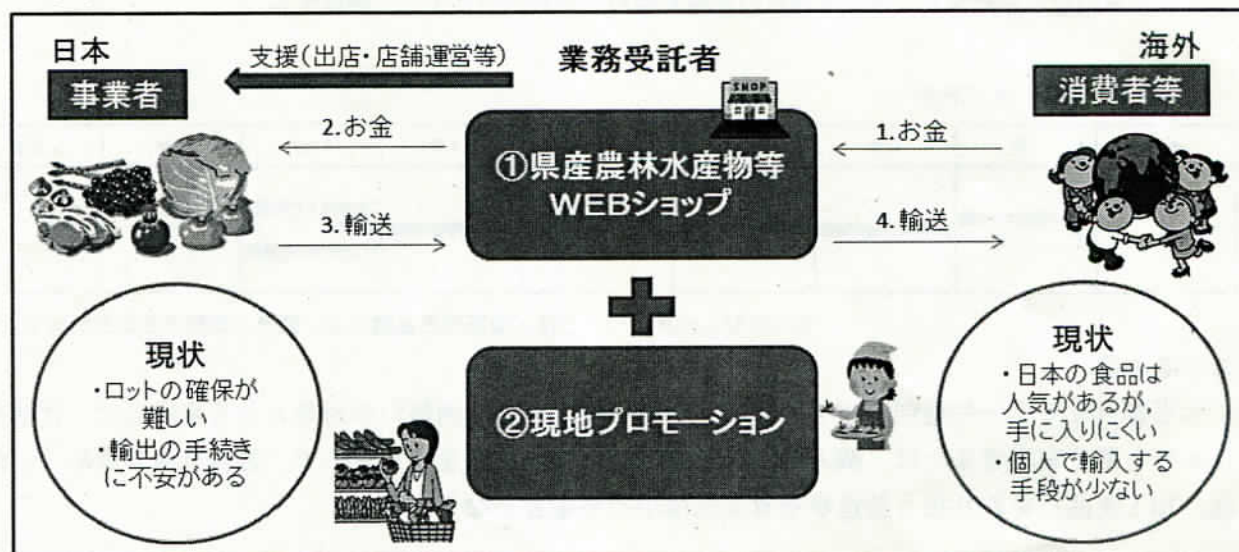 日本
事業者
支援(出店・店舗運営等)
業務受託者
海外
消費者等
SHOP
2.お金
1.お金
①県産農林水産物等
WEBショップ
3.輸送
4.輸送
現状
・ロットの確保が
難しい
・輸出の手続き
に不安がある
②現地プロモーション
現状
・日本の食品は
人気があるが,
手に入りにくい
・個人で輸入する
手段が少ない